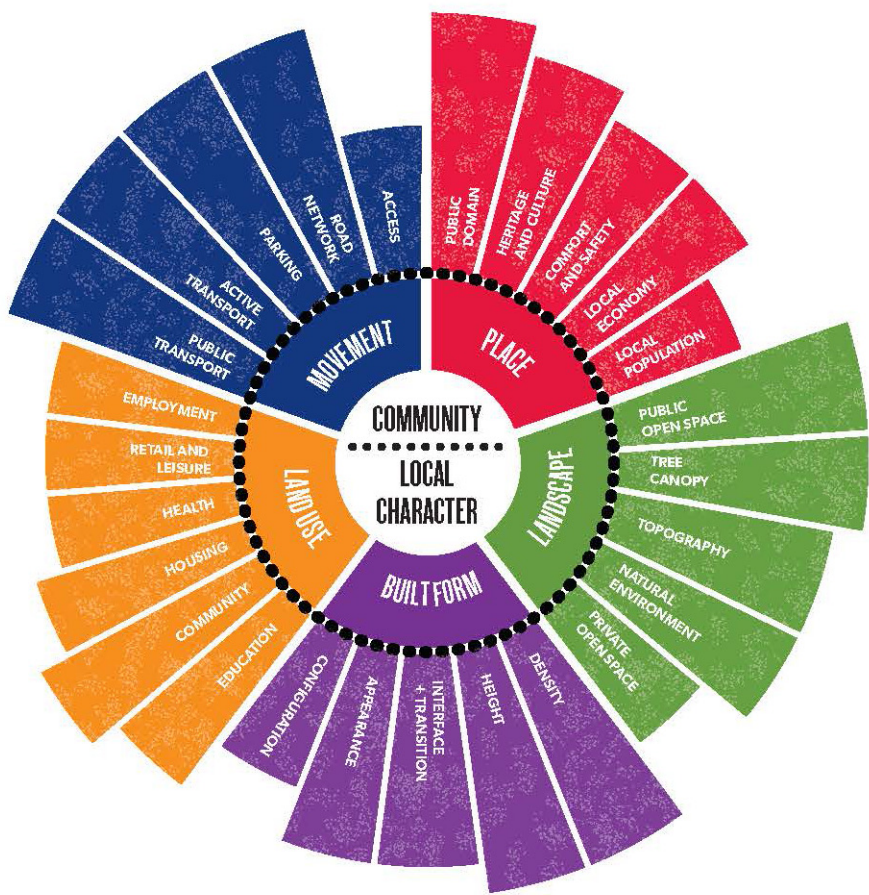 COMMUNITY
LOCAL
CHARACTER
MOVEMENT
PUBLIC
TRANSPORT
ACTIVE
TRANSPORT
PARKING
ROAD
NETWORK
ACCESS
PLACE
PUBLIC
DOMAIN
HERITAGE
AND CULTURE
COMFORT
AND SAFETY
LOCAL
ECONOMY
LOCAL
POPULATION
LANDSCAPE
PUBLIC
OPEN SPACE
TREE
CANOPY
TOPOGRAPHY
NATURAL
ENVIRONMENT
PRIVATE
OPEN SPACE
BUILT FORM
DENSITY
HEIGHT
INTERFACE
+ TRANSITION
APPEARANCE
CONFIGURATION
LAND USE
EDUCATION
COMMUNITY
HOUSING
HEALTH
RETAIL AND
LEISURE
EMPLOYMENT